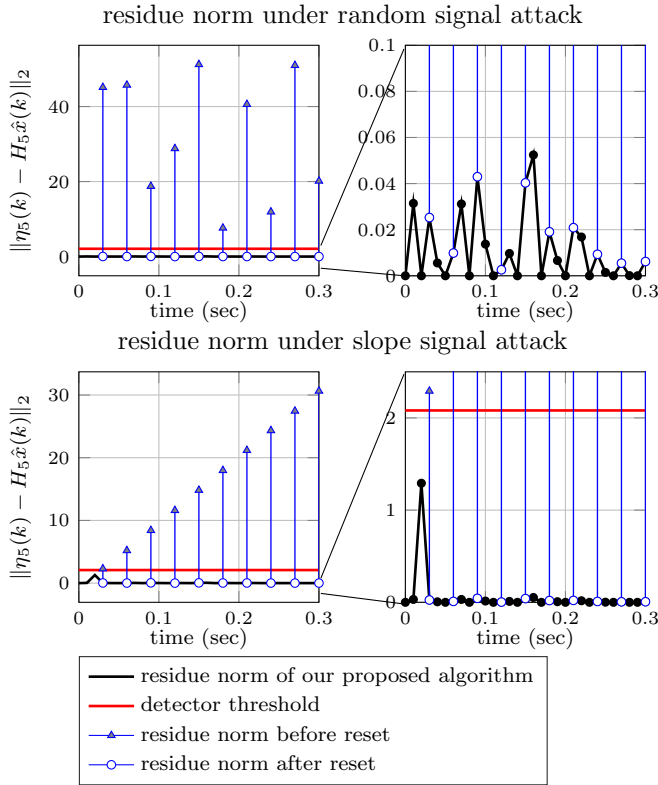 residue norm under random signal attack
‖η₅(k) − H₅x̂(k)‖₂
40
20
0
0
0.1
0.2
0.3
time (sec)
0.1
0.08
0.06
0.04
0.02
0
0
0.1
0.2
0.3
time (sec)
residue norm under slope signal attack
‖η₅(k) − H₅x̂(k)‖₂
30
20
10
0
0
0.1
0.2
0.3
time (sec)
2
1
0
0
0.1
0.2
0.3
time (sec)
residue norm of our proposed algorithm
detector threshold
residue norm before reset
residue norm after reset